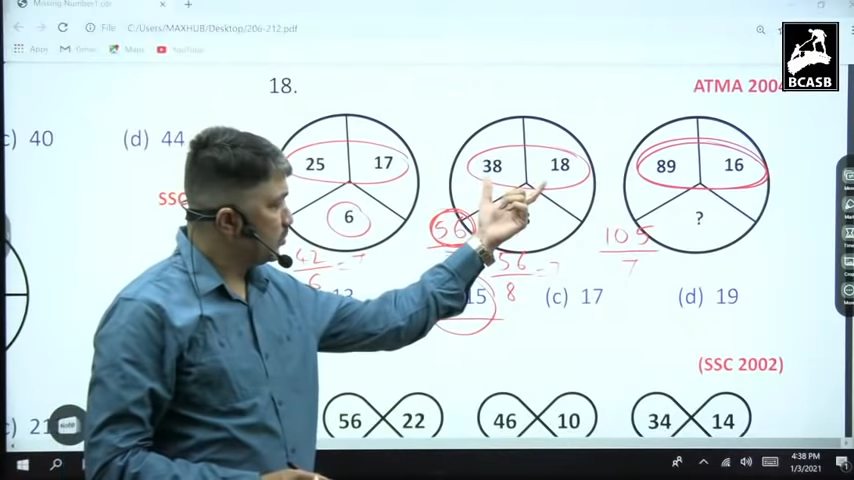 Missing Number1.pdf
File C:/Users/MAXHUB/Desktop/206-212.pdf
Apps Gmail Maps YouTube
BCASB
18.
ATMA 2004
40 (d) 44
25 17 6
38 18
89 16 ?
42
6
= 7
56
56
8
= 7
105
7
15 (c) 17 (d) 19
(SSC 2002)
56 22 46 10 34 14
4:38 PM
1/3/2021